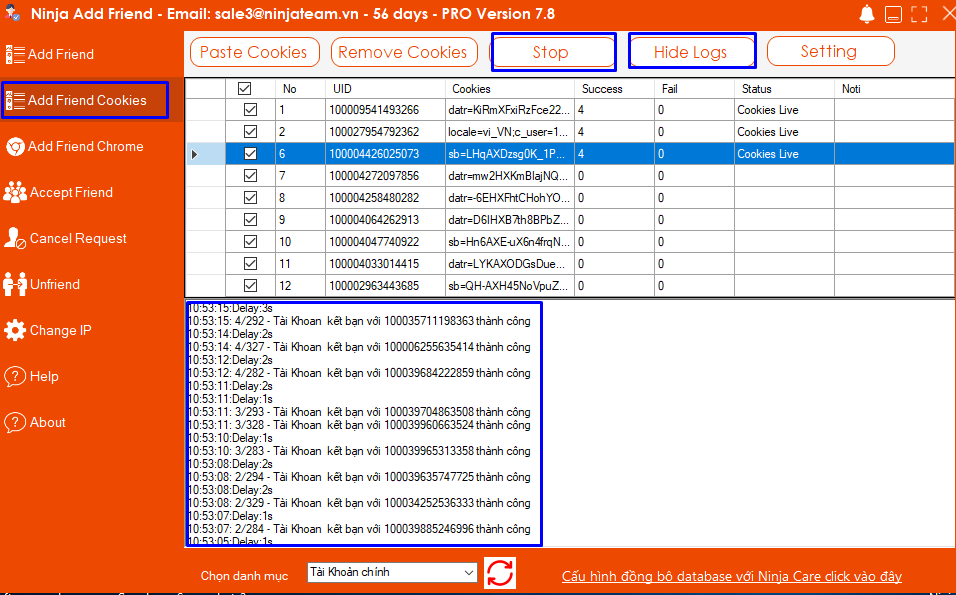 Ninja Add Friend - Email: sale3@ninjateam.vn - 56 days - PRO Version 7.8
Add Friend
Add Friend Cookies
Add Friend Chrome
Accept Friend
Cancel Request
Unfriend
Change IP
Help
About
Paste Cookies Remove Cookies Stop Hide Logs Setting
No UID Cookies Success Fail Status Noti
1 100009541493266 datr=KiRmXFxiRzFce22... 4 0 Cookies Live
2 100027954792362 locale=vi_VN;c_user=1... 4 0 Cookies Live
6 100004426025073 sb=LHqAXDzsg0K_1P... 4 0 Cookies Live
7 100004272097856 datr=mw2HXKmBlajNQ... 0 0
8 100004258480282 datr=-6EHXFhtCHohYO... 0 0
9 100004064262913 datr=D6IHXB7th8BPbZ... 0 0
10 100004047740922 sb=Hn6AXE-uX6n4frqN... 0 0
11 100004033014415 datr=LYKAXODGsDue... 0 0
12 100002963443685 sb=QH-AXH45NoVpuZ... 0 0
10:53:15:Delay:3s
10:53:15: 4/292 - Tài Khoan kết bạn với 100035711198363 thành công
10:53:14:Delay:2s
10:53:14: 4/327 - Tài Khoan kết bạn với 100006255635414 thành công
10:53:12:Delay:2s
10:53:12: 4/282 - Tài Khoan kết bạn với 100039684222859 thành công
10:53:11:Delay:2s
10:53:11:Delay:1s
10:53:11: 3/293 - Tài Khoan kết bạn với 100039704863508 thành công
10:53:11: 3/328 - Tài Khoan kết bạn với 100039960663524 thành công
10:53:10:Delay:1s
10:53:10: 3/283 - Tài Khoan kết bạn với 100039965313358 thành công
10:53:08:Delay:2s
10:53:08: 2/294 - Tài Khoan kết bạn với 100039635747725 thành công
10:53:08:Delay:2s
10:53:08: 2/329 - Tài Khoan kết bạn với 100034252536333 thành công
10:53:07:Delay:1s
10:53:07: 2/284 - Tài Khoan kết bạn với 100039885246996 thành công
10:53:05:Delay:1s
Chọn danh mục Tài Khoản chính Cấu hình đồng bộ database với Ninja Care click vào đây